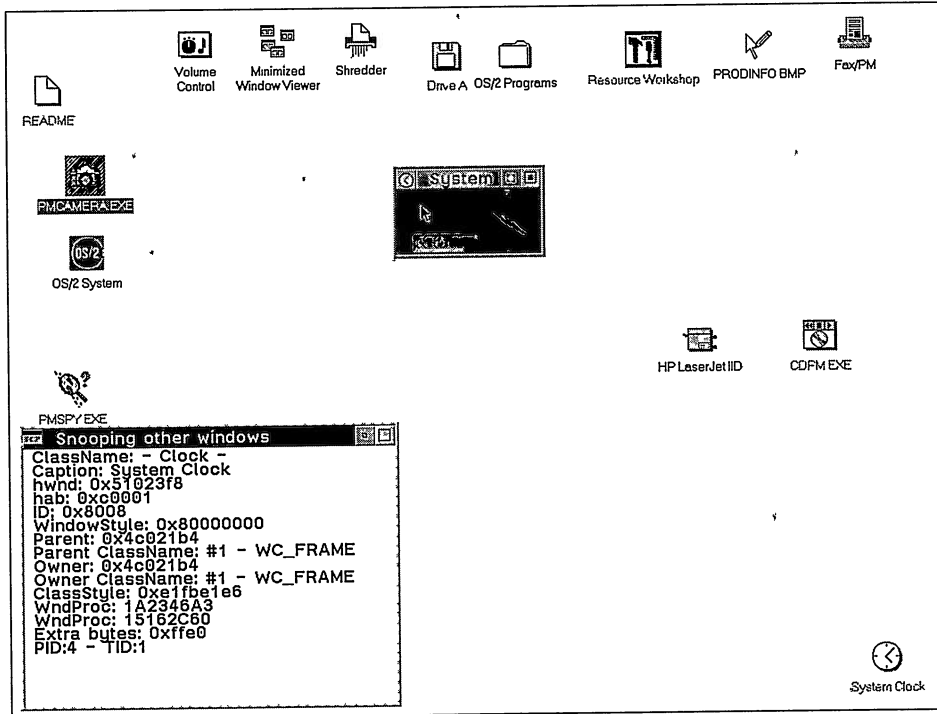 Volume
Control
Minimized
Window Viewer
Shredder
Drive A
OS/2 Programs
Resource Workshop
PRODINFO BMP
Fax/PM
README
PMCAMERA.EXE
System
OS/2
OS/2 System
HP LaserJet IID
CDFM EXE
PMSPY EXE
Snooping other windows
ClassName: - Clock -
Caption: System Clock
hwnd: 0x51023f8
hab: 0xc0001
ID: 0x8008
WindowStyle: 0x80000000
Parent: 0x4c021b4
Parent ClassName: #1 - WC_FRAME
Owner: 0x4c021b4
Owner ClassName: #1 - WC_FRAME
ClassStyle: 0xe1fbe1e6
WndProc: 1A2346A3
WndProc: 15162C60
Extra bytes: 0xffe0
PID:4 - TID:1
System Clock